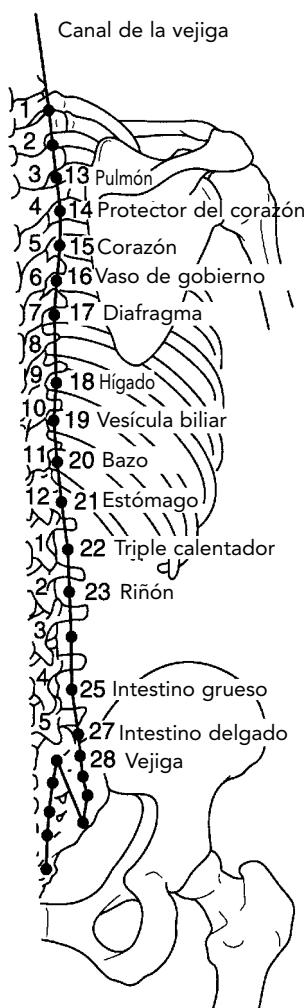 Canal de la vejiga
1
2
3 13 Pulmón
4 14 Protector del corazón
5 15 Corazón
6 16 Vaso de gobierno
7 17 Diafragma
8
9 18 Hígado
10 19 Vesícula biliar
11 20 Bazo
12 21 Estómago
1 22 Triple calentador
2 23 Riñón
3
4 25 Intestino grueso
5 27 Intestino delgado
28 Vejiga